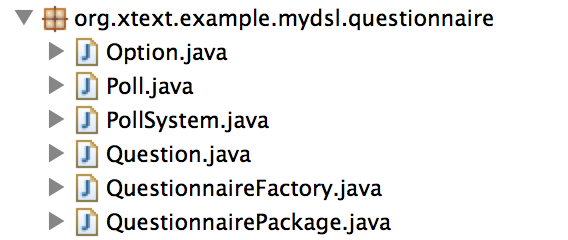 org.xtext.example.mydsl.questionnaire
Option.java
Poll.java
PollSystem.java
Question.java
QuestionnaireFactory.java
QuestionnairePackage.java